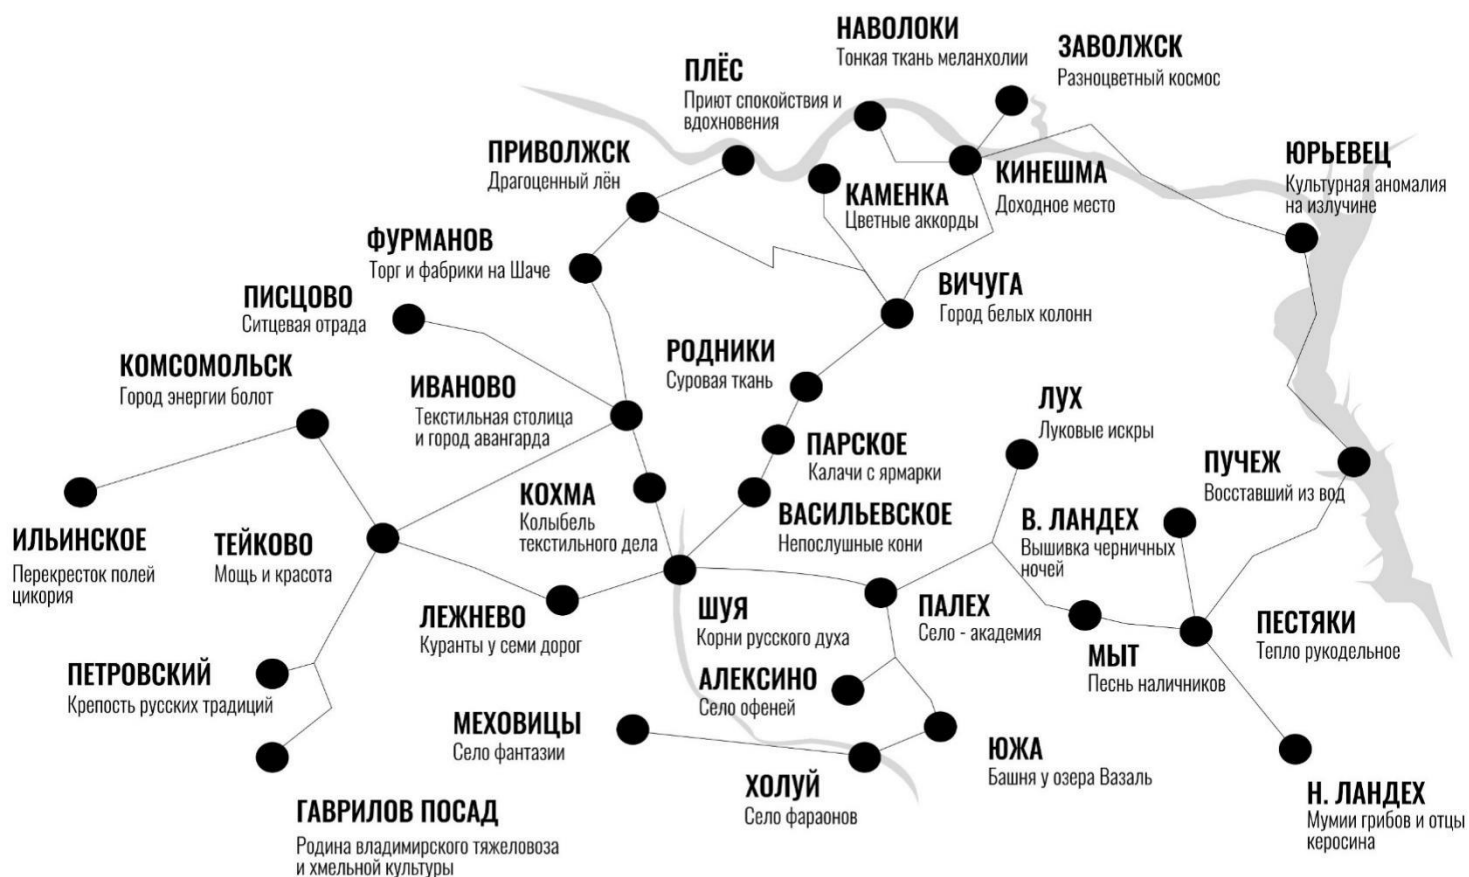 НАВОЛОКИ
Тонкая ткань меланхолии
ЗАВОЛЖСК
Разноцветный космос
ПЛЁС
Приют спокойствия и
вдохновения
ПРИВОЛЖСК
Драгоценный лён
КАМЕНКА
Цветные аккорды
КИНЕШМА
Доходное место
ЮРЬЕВЕЦ
Культурная аномалия
на излучине
ФУРМАНОВ
Торг и фабрики на Шаче
ПИСЦОВО
Ситцевая отрада
ВИЧУГА
Город белых колонн
КОМСОМОЛЬСК
Город энергии болот
ИВАНОВО
Текстильная столица
и город авангарда
РОДНИКИ
Суровая ткань
ЛУХ
Луковые искры
ПАРСКОЕ
Калачи с ярмарки
ПУЧЕЖ
Восставший из вод
ИЛЬИНСКОЕ
Перекресток полей
цикория
ТЕЙКОВО
Мощь и красота
КОХМА
Колыбель
текстильного дела
ВАСИЛЬЕВСКОЕ
Непослушные кони
В. ЛАНДЕХ
Вышивка черничных
ночей
ЛЕЖНЕВО
Куранты у семи дорог
ШУЯ
Корни русского духа
ПАЛЕХ
Село - академия
МЫТ
Песнь наличников
ПЕСТЯКИ
Тепло рукодельное
ПЕТРОВСКИЙ
Крепость русских традиций
АЛЕКСИНО
Село офеней
МЕХОВИЦЫ
Село фантазии
ХОЛУЙ
Село фараонов
ЮЖА
Башня у озера Вазаль
ГАВРИЛОВ ПОСАД
Родина владимирского тяжеловоза
и хмельной культуры
Н. ЛАНДЕХ
Мумии грибов и отцы
керосина